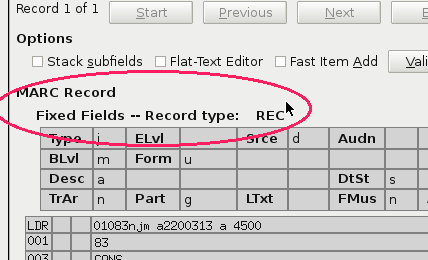 Record 1 of 1 Start Previous Next
Options
Stack subfields Flat-Text Editor Fast Item Add Vali
MARC Record
Fixed Fields -- Record type: REC
Type j ELvl Srce d Audn
BLvl m Form u
Desc a DtSt s
TrAr n Part g LTxt FMus n
LDR 01083njm a2200313 a 4500
001 83
003 CONS